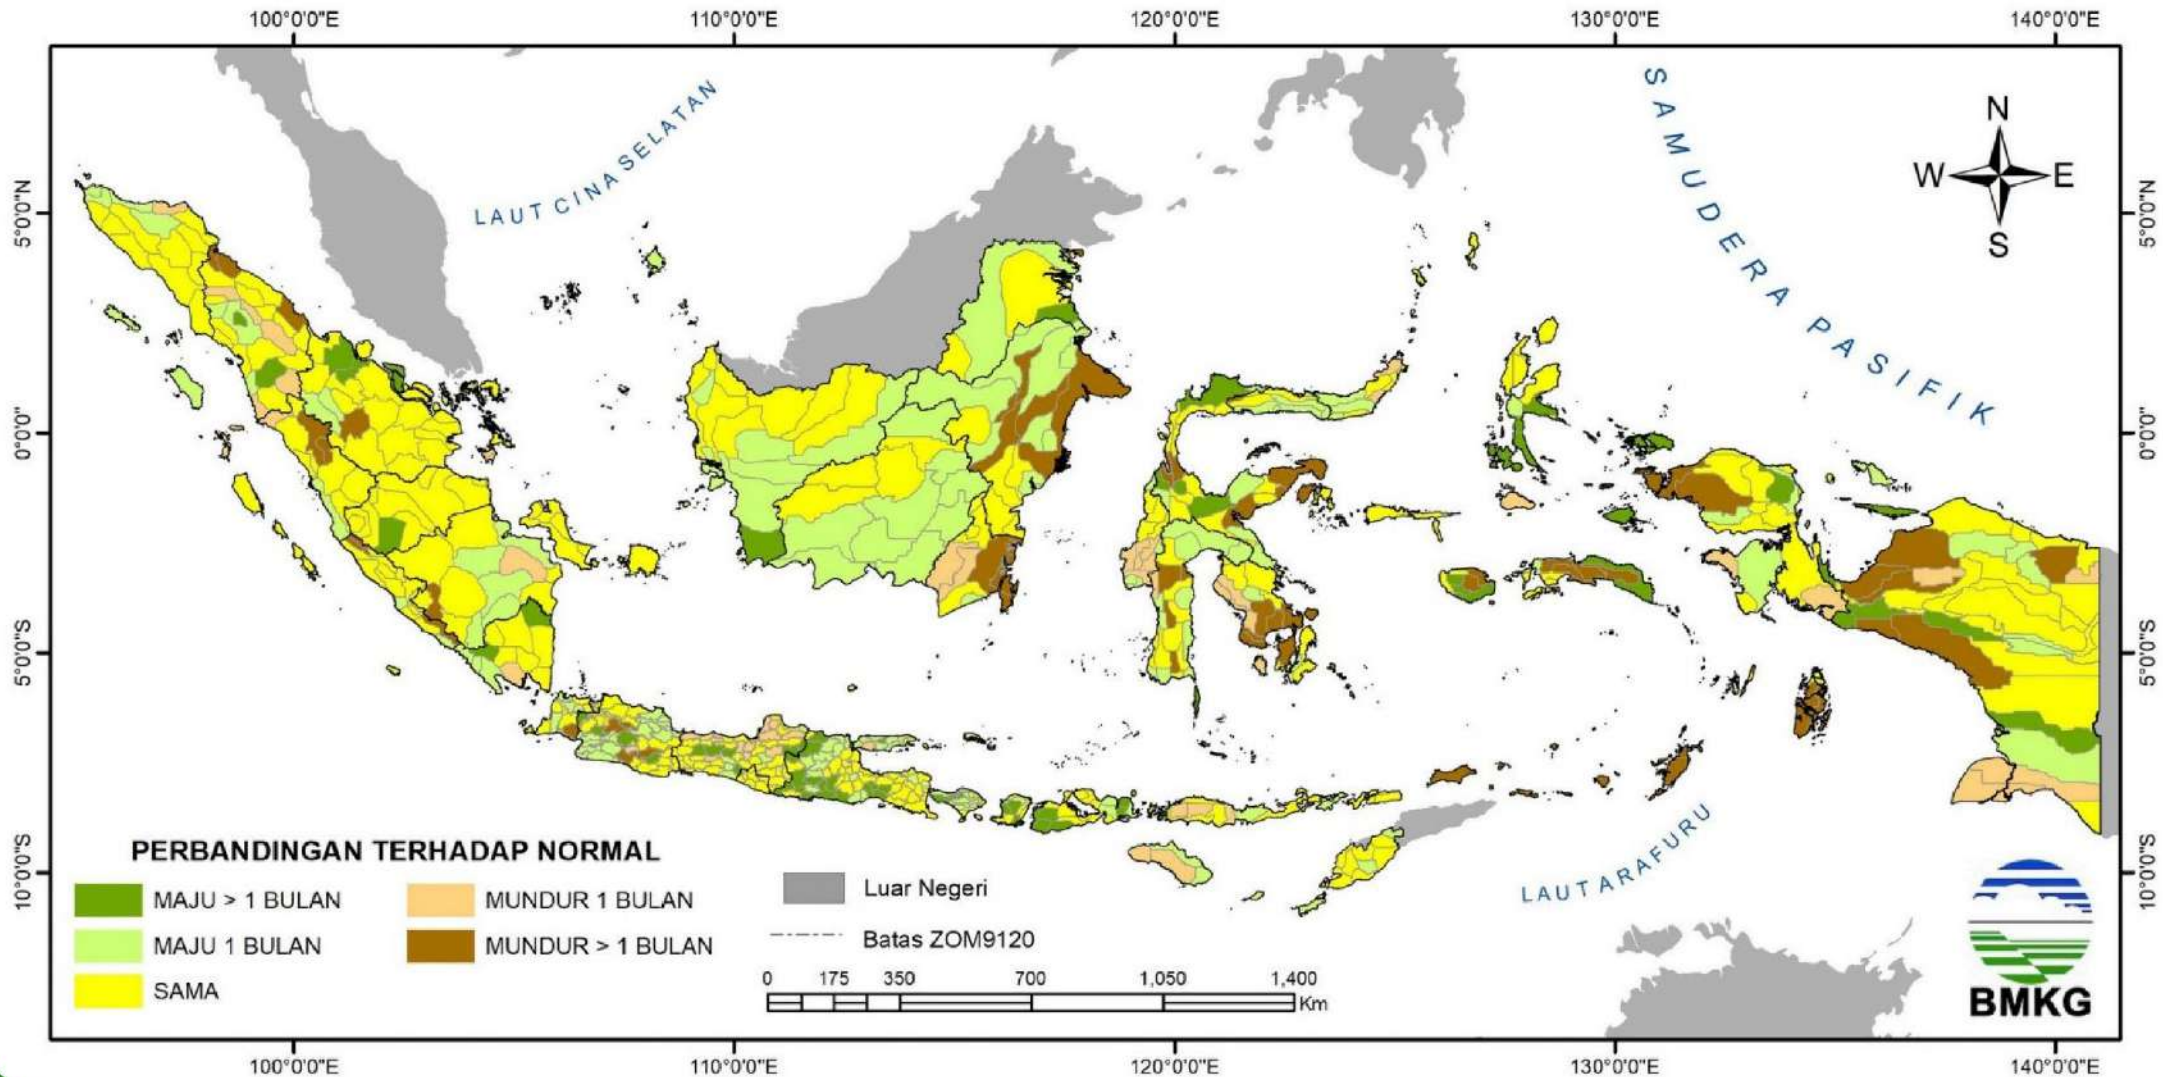 100°0'0"E 110°0'0"E 120°0'0"E 130°0'0"E 140°0'0"E
LAUT CINA SELATAN
SAMUDERA PASIFIK
N
W E
S
5°0'0"N 5°0'0"N
0°0'0" 0°0'0"
5°0'0"S 5°0'0"S
10°0'0"S 10°0'0"S
LAUT ARAFURU
PERBANDINGAN TERHADAP NORMAL
MAJU > 1 BULAN
MAJU 1 BULAN
SAMA
MUNDUR 1 BULAN
MUNDUR > 1 BULAN
Luar Negeri
Batas ZOM9120
0 175 350 700 1,050 1,400
Km
BMKG
100°0'0"E 110°0'0"E 120°0'0"E 130°0'0"E 140°0'0"E